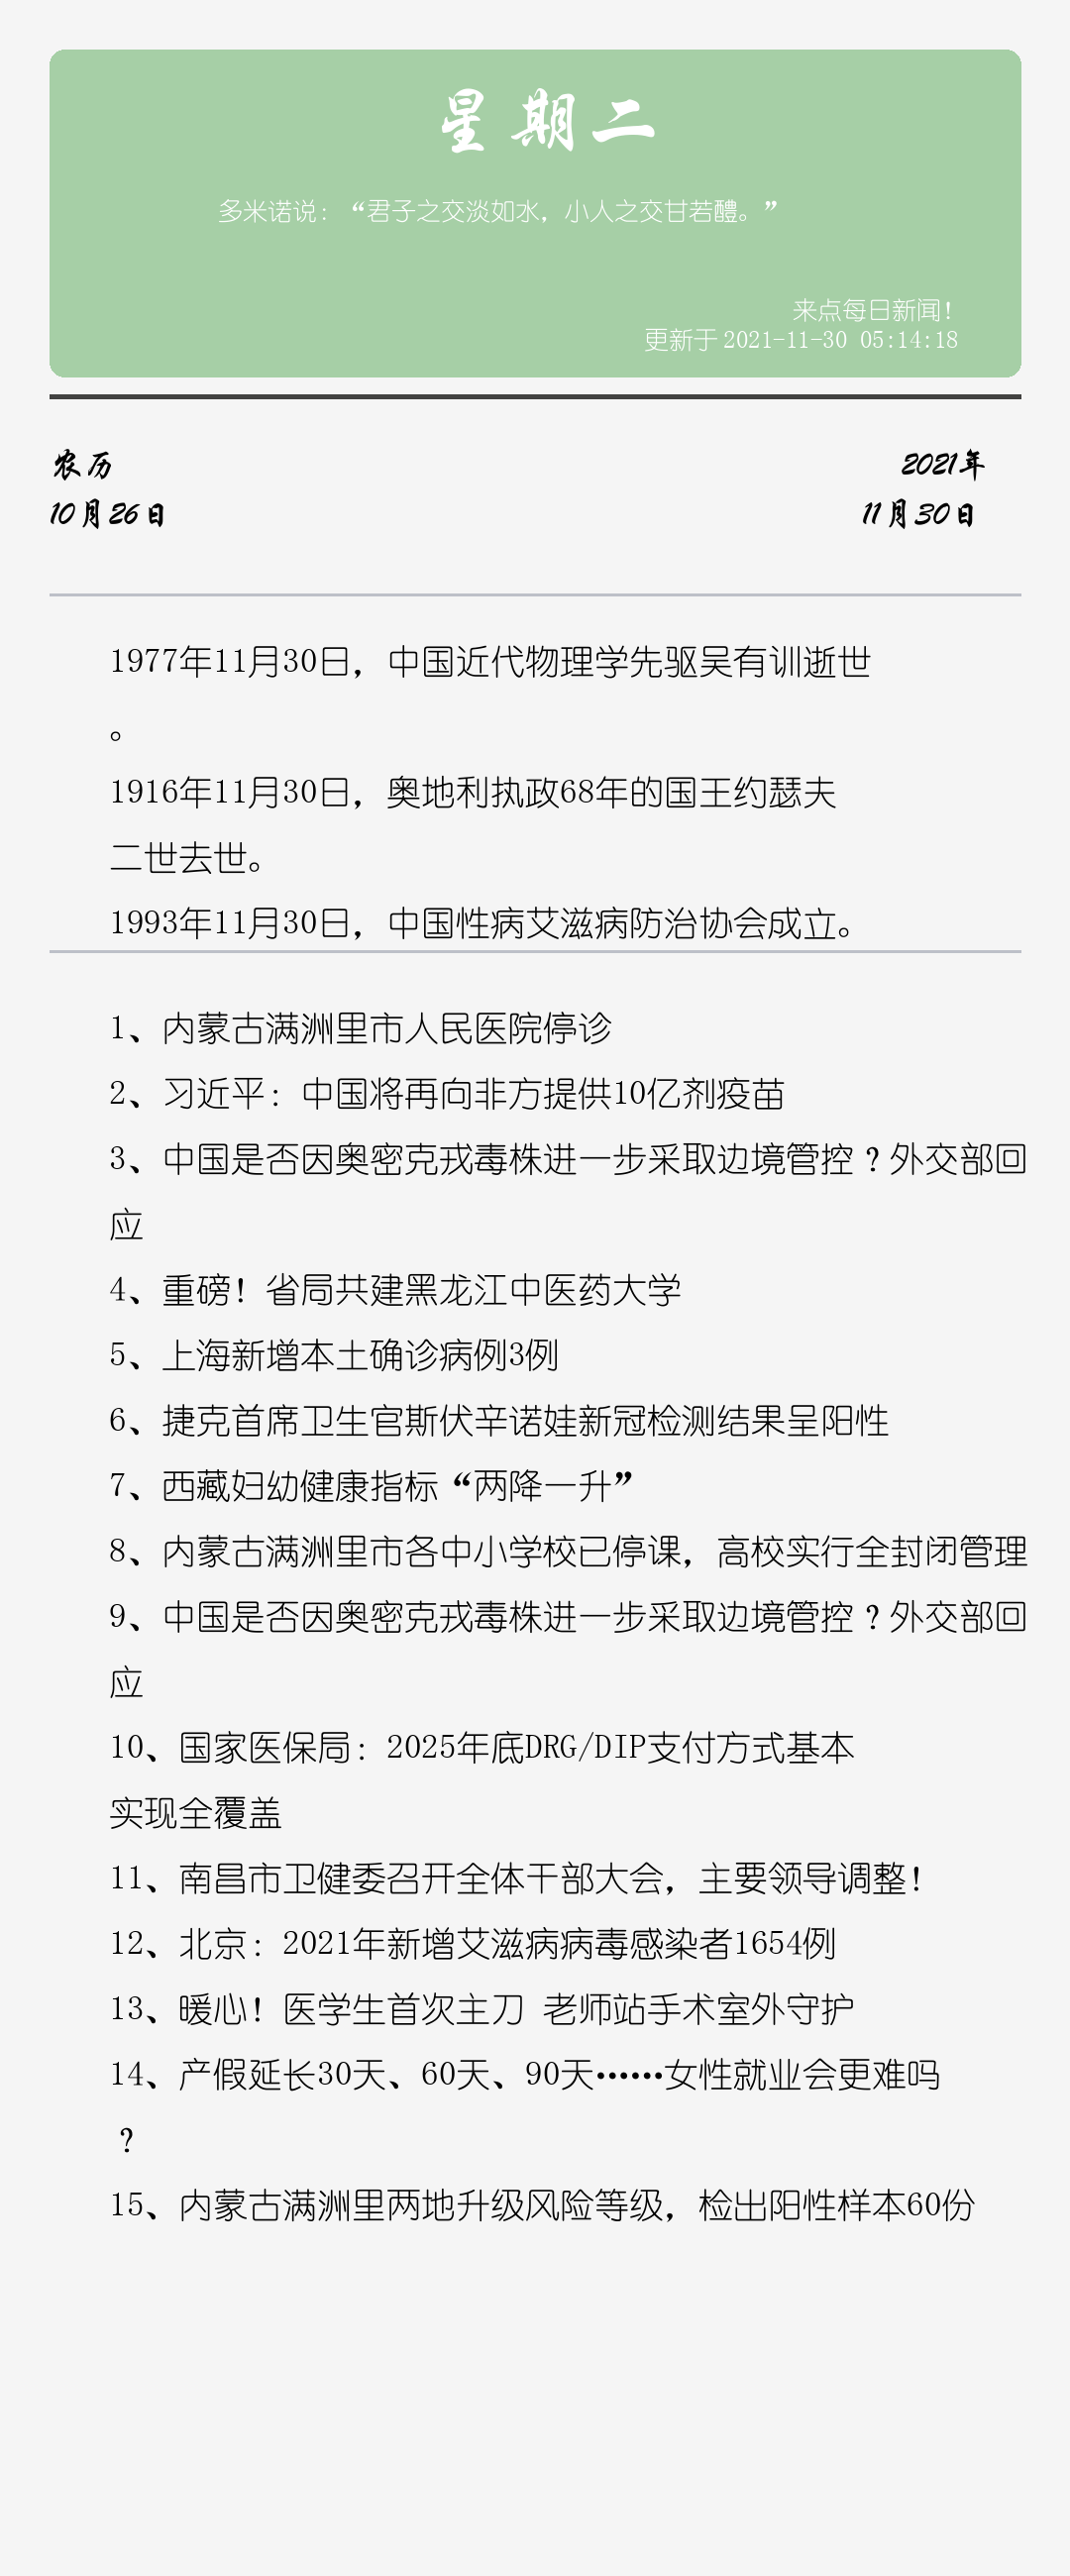 星期二
多米诺说：“君子之交淡如水，小人之交甘若醴。”
来点每日新闻！
更新于 2021-11-30 05:14:18
农历
2021年
10月26日
11月30日
1977年11月30日，中国近代物理学先驱吴有训逝世
。
1916年11月30日，奥地利执政68年的国王约瑟夫
二世去世。
1993年11月30日，中国性病艾滋病防治协会成立。
1、内蒙古满洲里市人民医院停诊
2、习近平：中国将再向非方提供10亿剂疫苗
3、中国是否因奥密克戎毒株进一步采取边境管控？外交部回
应
4、重磅！省局共建黑龙江中医药大学
5、上海新增本土确诊病例3例
6、捷克首席卫生官斯伏辛诺娃新冠检测结果呈阳性
7、西藏妇幼健康指标“两降一升”
8、内蒙古满洲里市各中小学校已停课，高校实行全封闭管理
9、中国是否因奥密克戎毒株进一步采取边境管控？外交部回
应
10、国家医保局：2025年底DRG/DIP支付方式基本
实现全覆盖
11、南昌市卫健委召开全体干部大会，主要领导调整！
12、北京：2021年新增艾滋病病毒感染者1654例
13、暖心！医学生首次主刀 老师站手术室外守护
14、产假延长30天、60天、90天……女性就业会更难吗
？
15、内蒙古满洲里两地升级风险等级，检出阳性样本60份